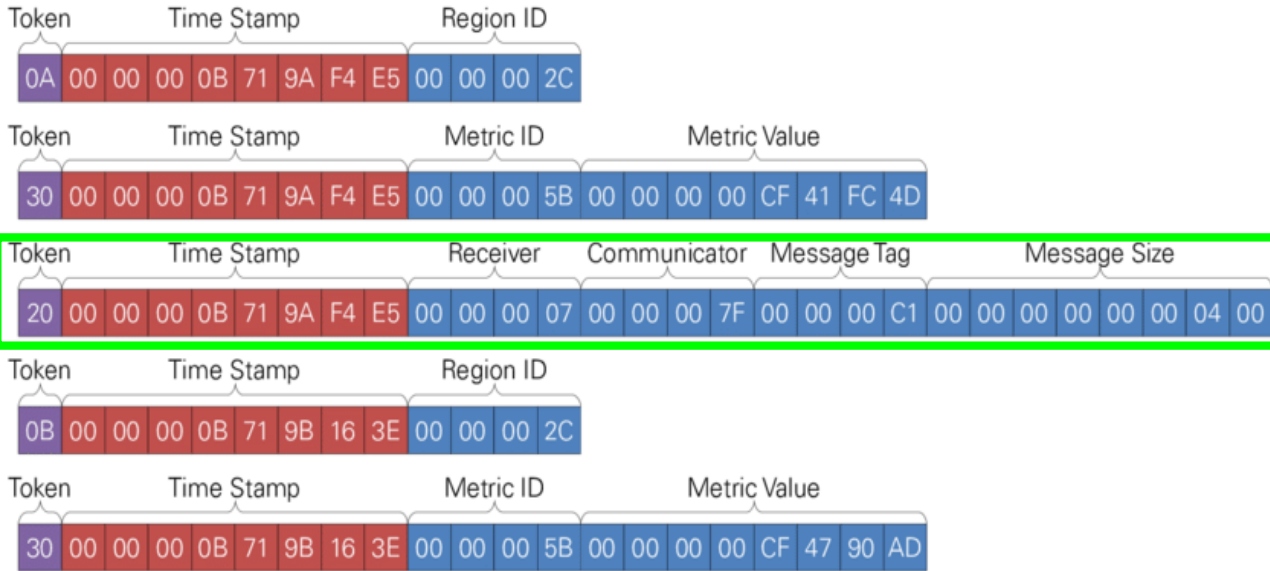 Token Time Stamp Region ID
0A 00 00 00 0B 71 9A F4 E5 00 00 00 2C
Token Time Stamp Metric ID Metric Value
30 00 00 00 0B 71 9A F4 E5 00 00 00 5B 00 00 00 00 CF 41 FC 4D
Token Time Stamp Receiver Communicator Message Tag Message Size
20 00 00 00 0B 71 9A F4 E5 00 00 00 07 00 00 00 7F 00 00 00 C1 00 00 00 00 00 00 04 00
Token Time Stamp Region ID
0B 00 00 00 0B 71 9B 16 3E 00 00 00 2C
Token Time Stamp Metric ID Metric Value
30 00 00 00 0B 71 9B 16 3E 00 00 00 5B 00 00 00 00 CF 47 90 AD